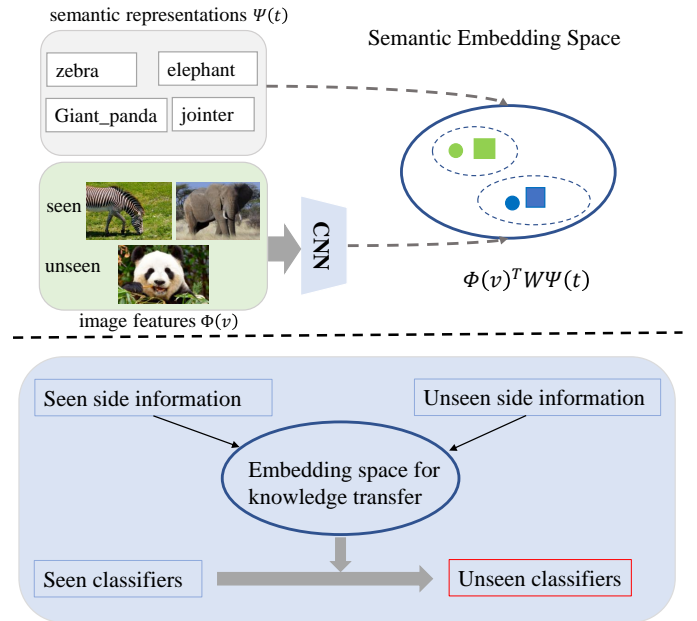 semantic representations Ψ(t)
Semantic Embedding Space
zebra
elephant
Giant_panda
jointer
seen
unseen
CNN
image features Φ(v)
Φ(v)ᵀWΨ(t)
Seen side information
Unseen side information
Embedding space for
knowledge transfer
Seen classifiers
Unseen classifiers